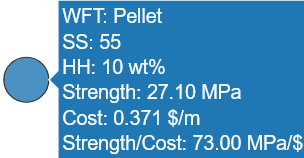 WFT: Pellet
SS: 55
HH: 10 wt%
Strength: 27.10 MPa
Cost: 0.371 $/m
Strength/Cost: 73.00 MPa/$